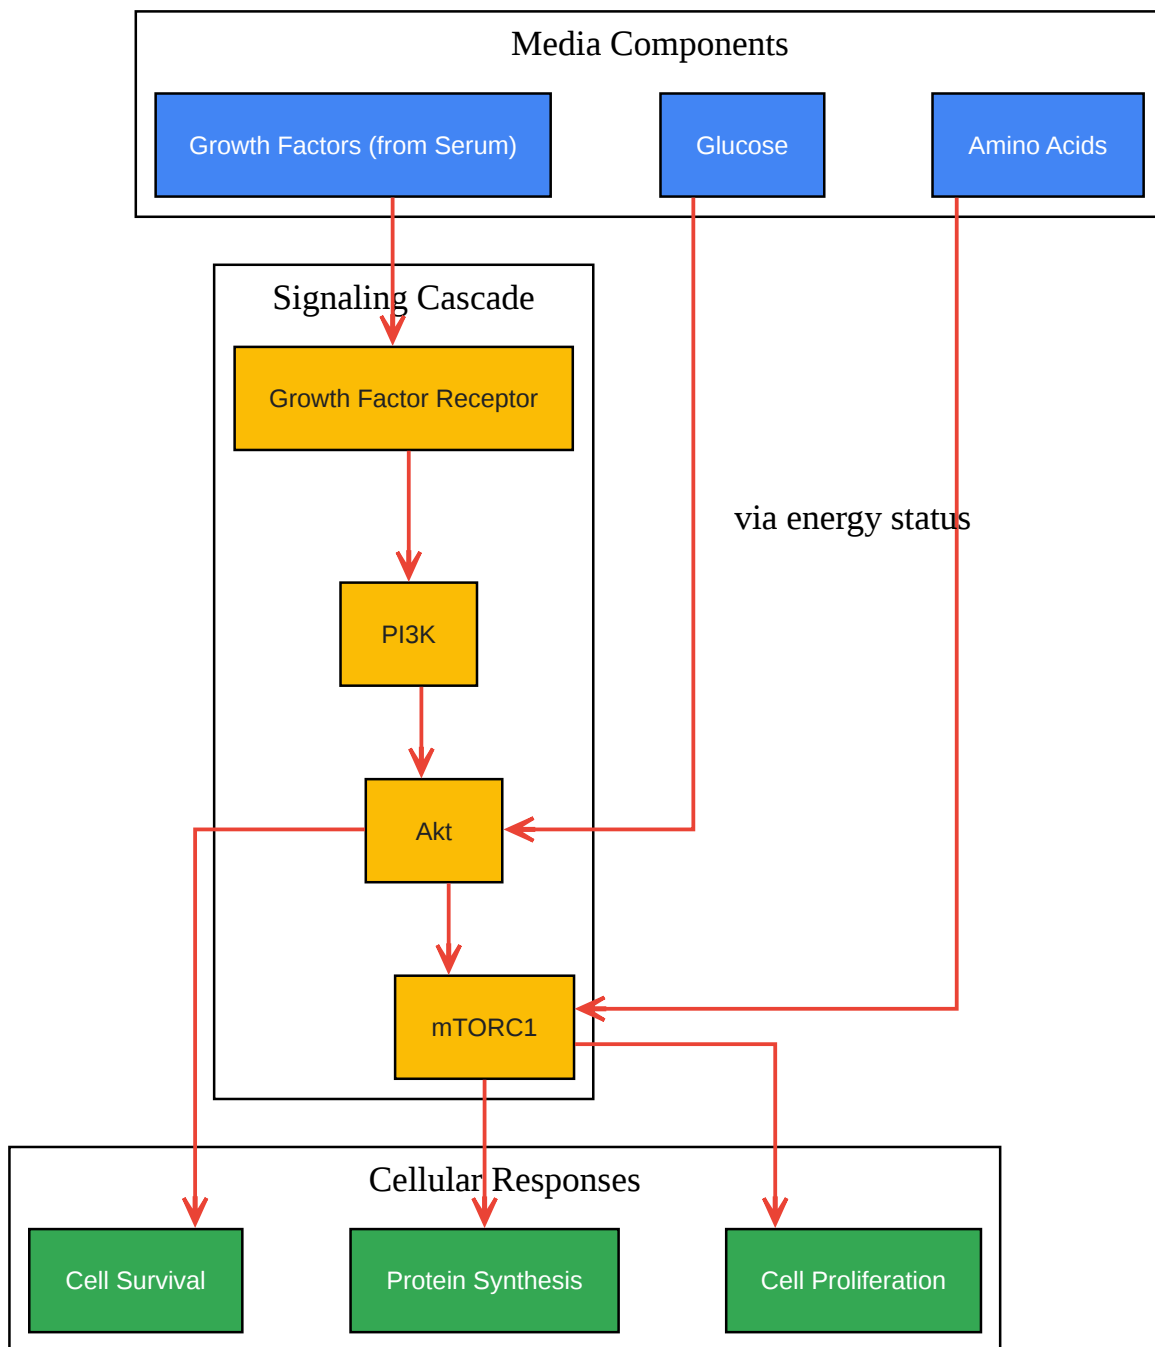 Media Components
Growth Factors (from Serum)
Glucose
Amino Acids
Signaling Cascade
Growth Factor Receptor
via energy status
PI3K
Akt
mTORC1
Cellular Responses
Cell Survival
Protein Synthesis
Cell Proliferation